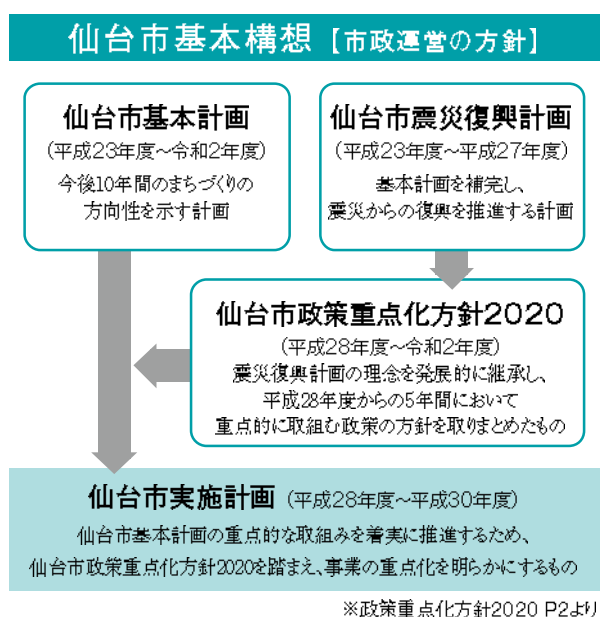 仙台市基本構想【市政運営の方針】
仙台市基本計画
(平成23年度~令和2年度)
今後10年間のまちづくりの
方向性を示す計画
仙台市震災復興計画
(平成23年度~平成27年度)
基本計画を補完し、
震災からの復興を推進する計画
仙台市政策重点化方針2020
(平成28年度~令和2年度)
震災復興計画の理念を発展的に継承し、
平成28年度からの5年間において
重点的に取組む政策の方針を取りまとめたもの
仙台市実施計画(平成28年度~平成30年度)
仙台市基本計画の重点的な取組みを着実に推進するため、
仙台市政策重点化方針2020を踏まえ、事業の重点化を明らかにするもの
※政策重点化方針2020 P2より